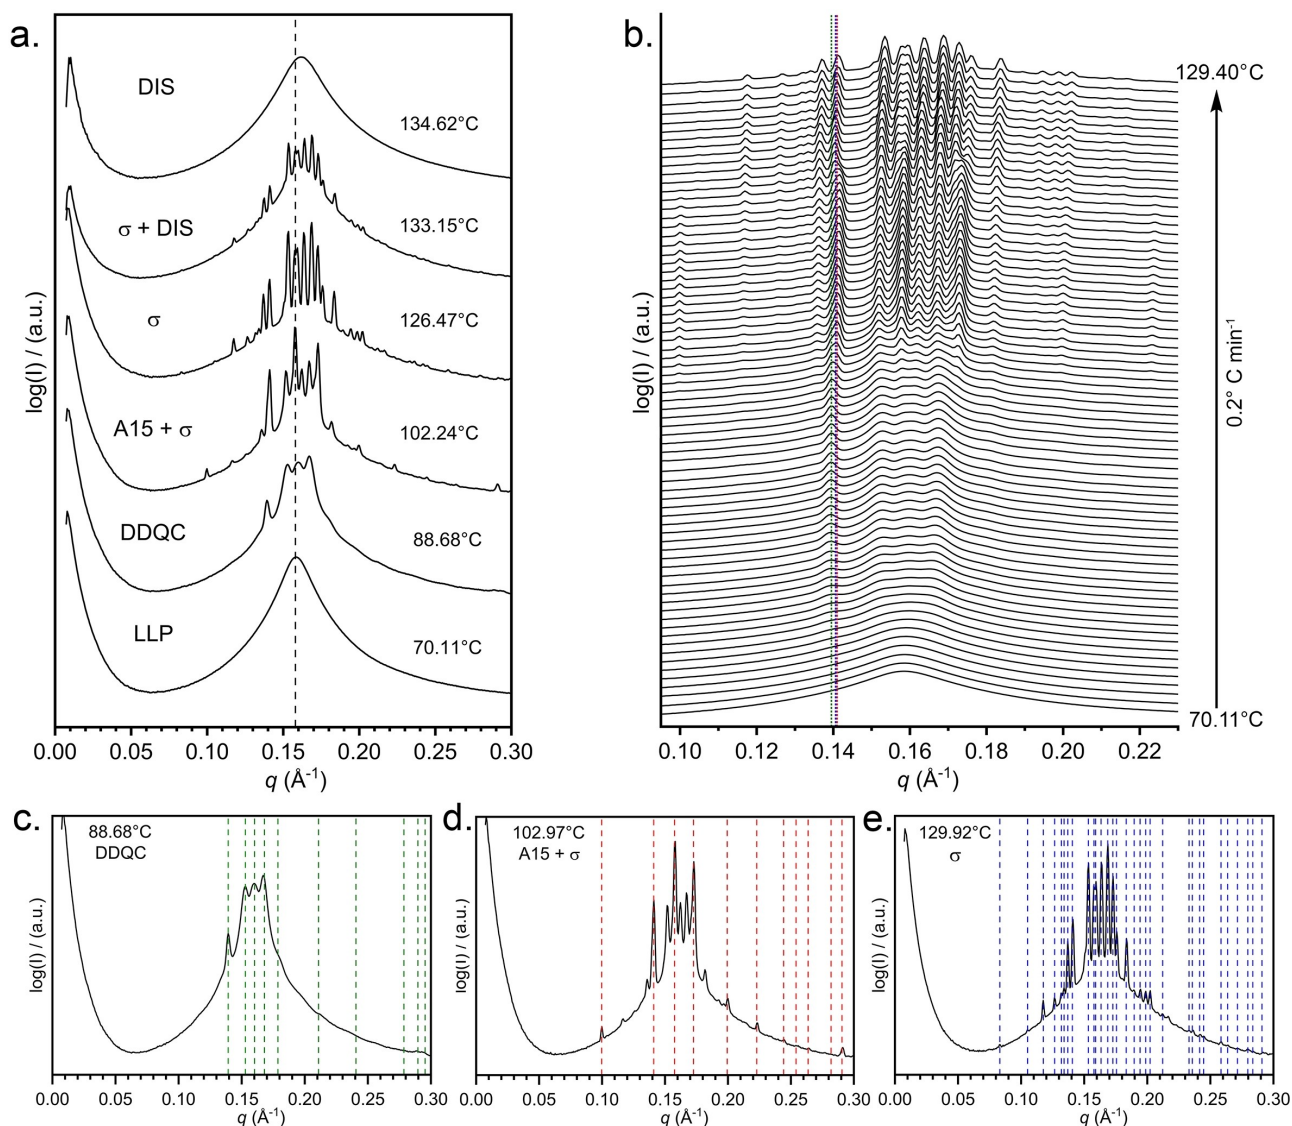 a.
DIS
134.62°C
σ + DIS
133.15°C
σ
126.47°C
A15 + σ
102.24°C
DDQC
88.68°C
LLP
70.11°C
log(I) / (a.u.)
0.00 0.05 0.10 0.15 0.20 0.25 0.30
q (Å-1)
b.
129.40°C
0.2° C min-1
70.11°C
log(I) / (a.u.)
0.10 0.12 0.14 0.16 0.18 0.20 0.22
q (Å-1)
c.
88.68°C
DDQC
log(I) / (a.u.)
0.00 0.05 0.10 0.15 0.20 0.25 0.30
q (Å-1)
d.
102.97°C
A15 + σ
log(I) / (a.u.)
0.00 0.05 0.10 0.15 0.20 0.25 0.30
q (Å-1)
e.
129.92°C
σ
log(I) / (a.u.)
0.00 0.05 0.10 0.15 0.20 0.25 0.30
q (Å-1)